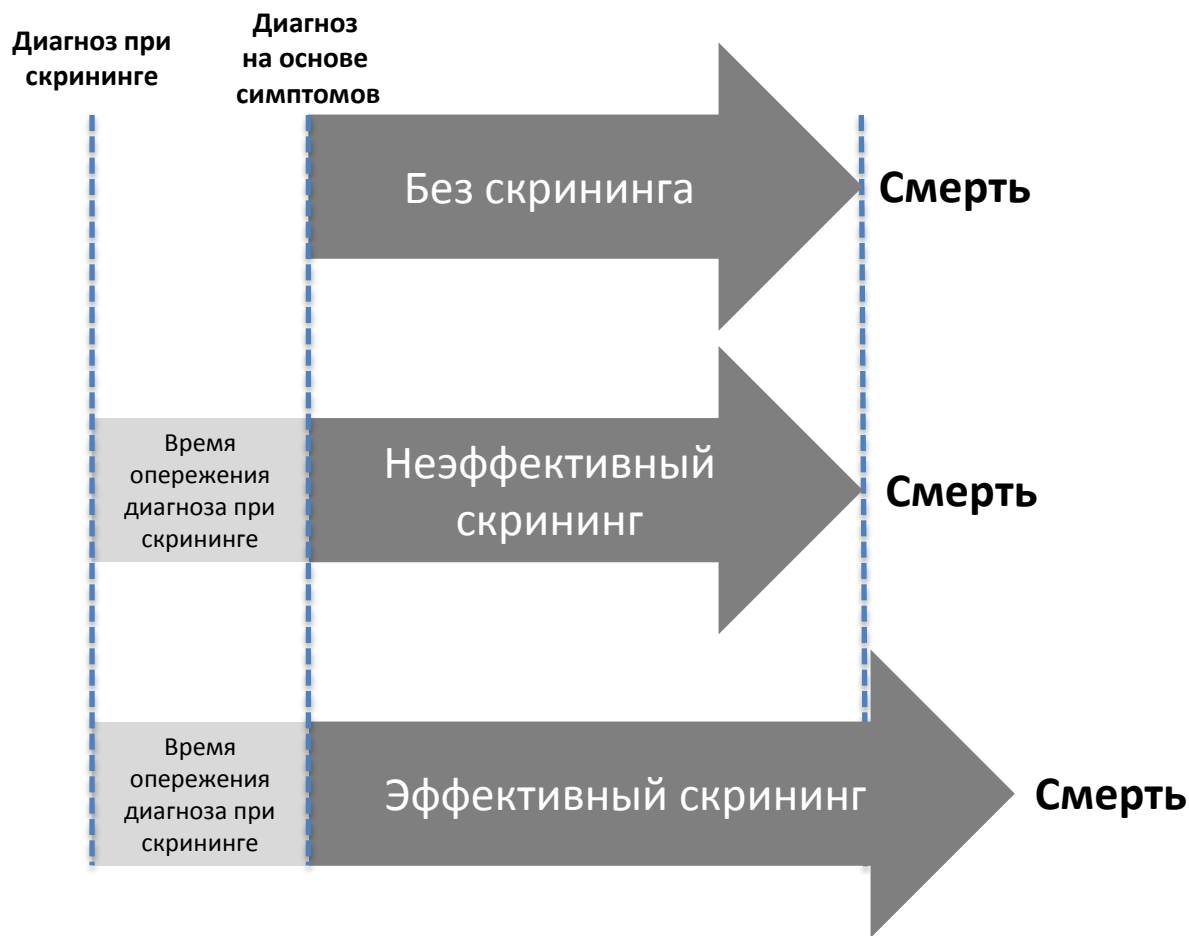 Диагноз при
скрининге
Диагноз
на основе
симптомов
Без скрининга
Смерть
Время
опережения
диагноза при
скрининге
Неэффективный
скрининг
Смерть
Время
опережения
диагноза при
скрининге
Эффективный скрининг
Смерть